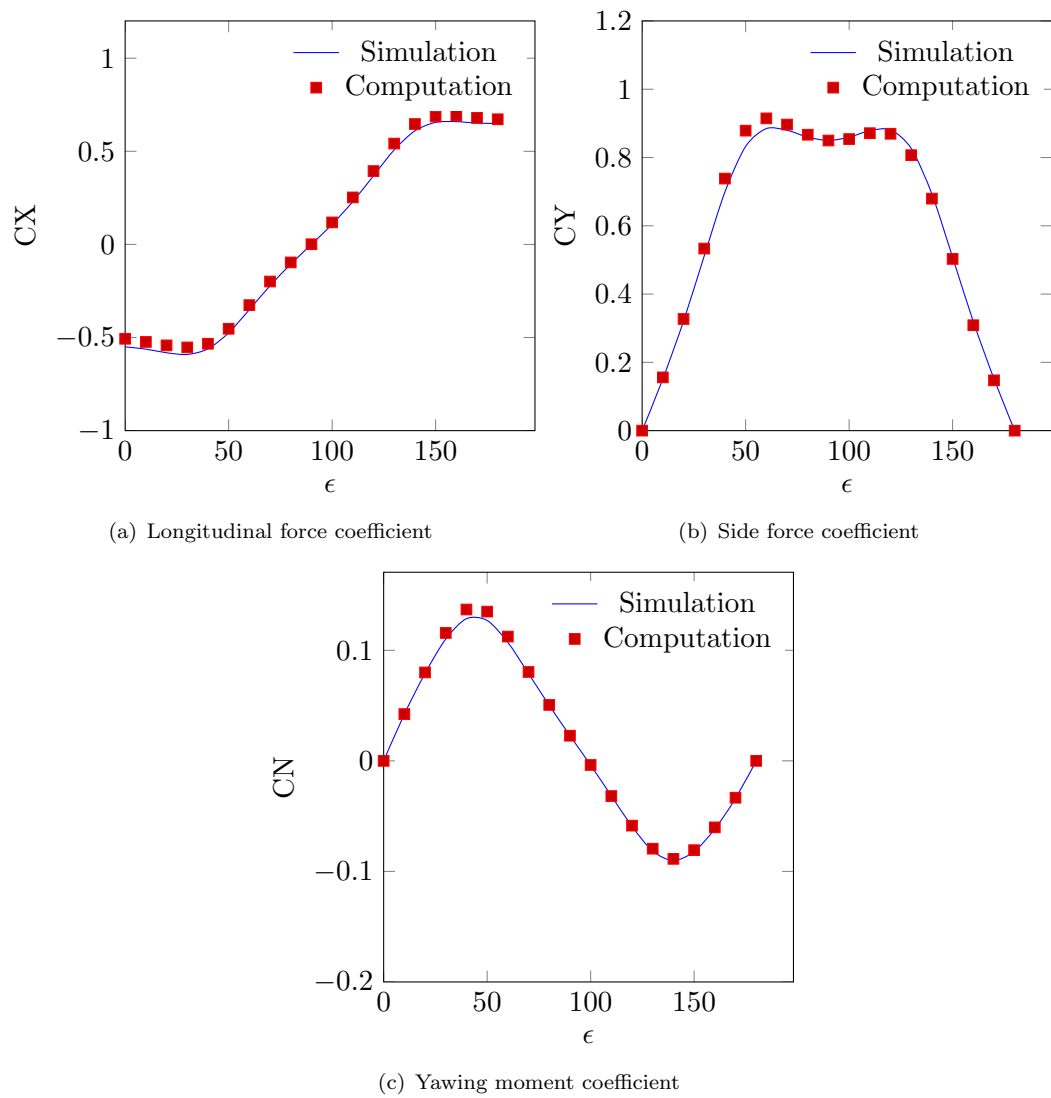 1
0.5
0
−0.5
−1
0
50
100
150
CX
ϵ
Simulation
Computation
(a) Longitudinal force coefficient
1.2
1
0.8
0.6
0.4
0.2
0
0
50
100
150
CY
ϵ
Simulation
Computation
(b) Side force coefficient
0.1
0
−0.1
−0.2
0
50
100
150
CN
ϵ
Simulation
Computation
(c) Yawing moment coefficient